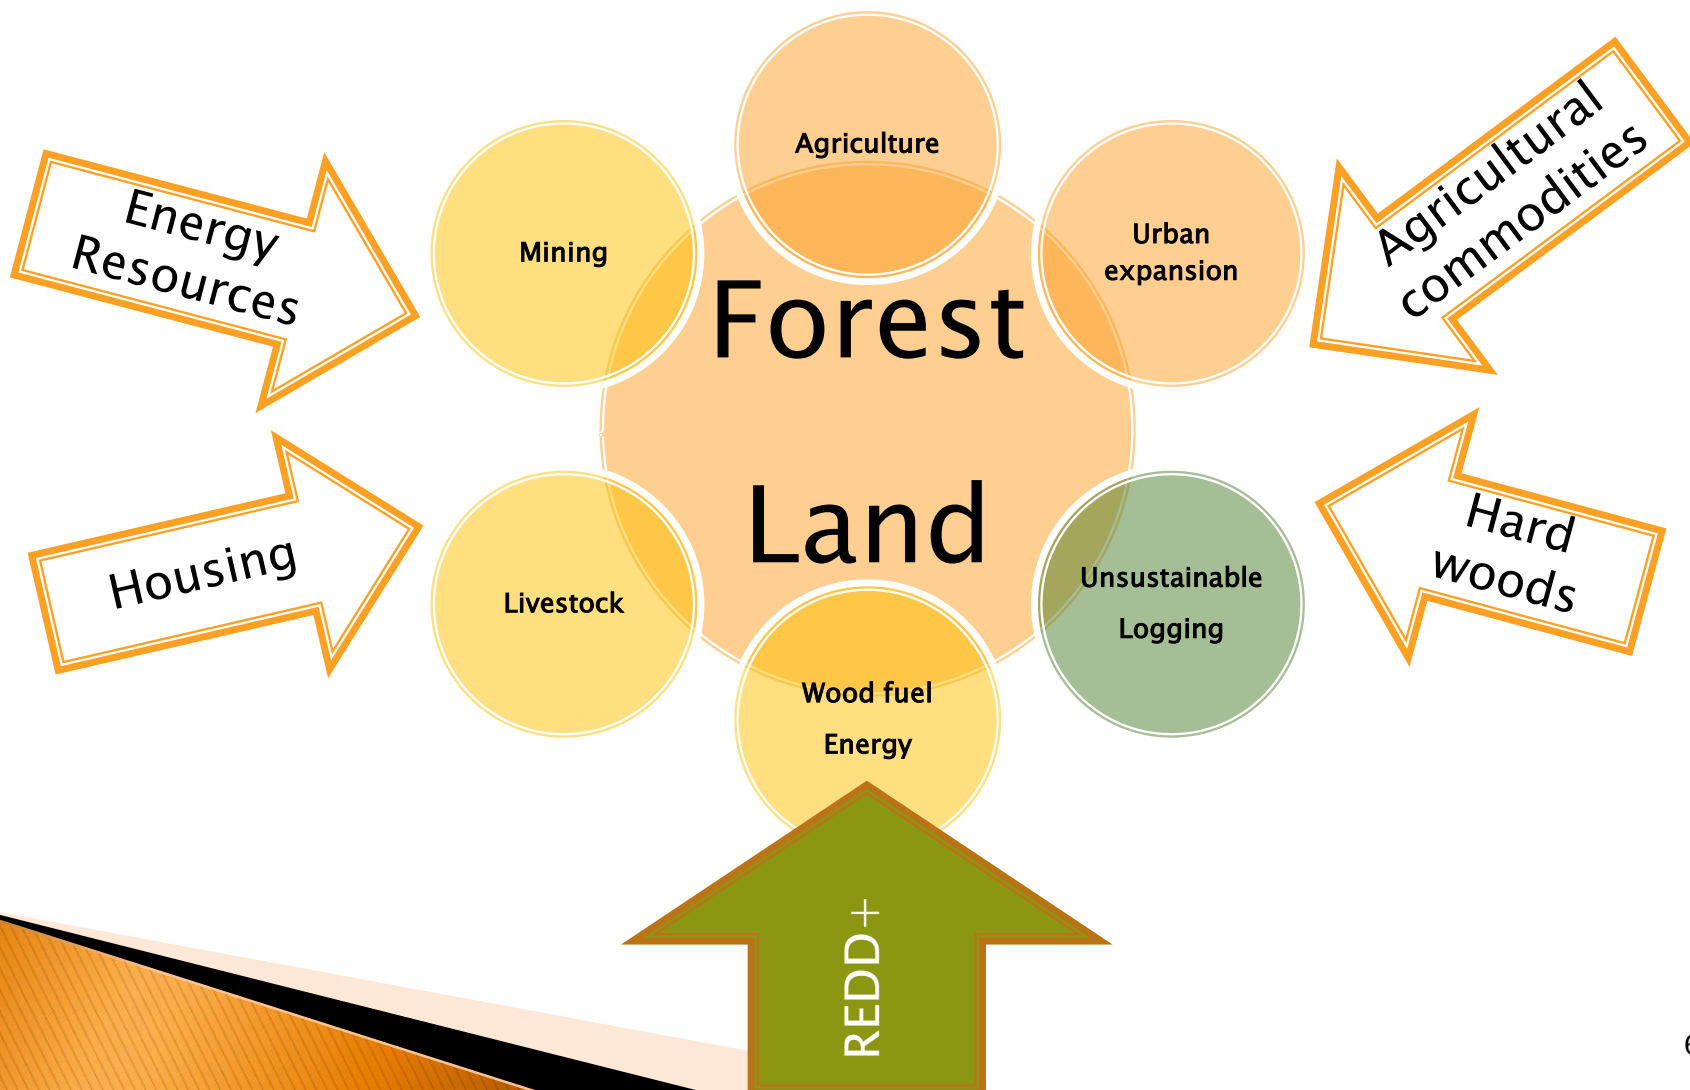 Agriculture
Energy
Resources
Mining
Urban
expansion
Agricultural
commodities
Forest
Land
Housing
Livestock
Unsustainable
Logging
Hard
woods
Wood fuel
Energy
REDD+